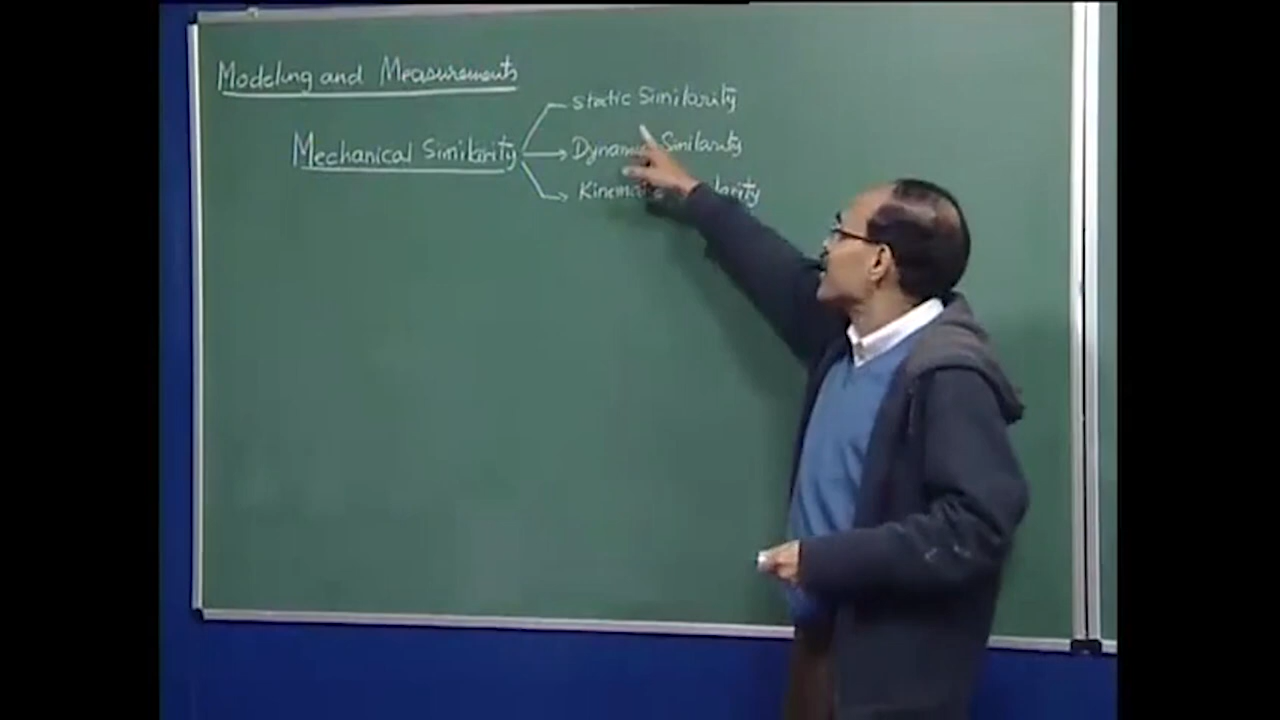 Modeling and Measurements
Static Similarity
Mechanical Similarity
Dynamic Similarity
Kinematic Similarity